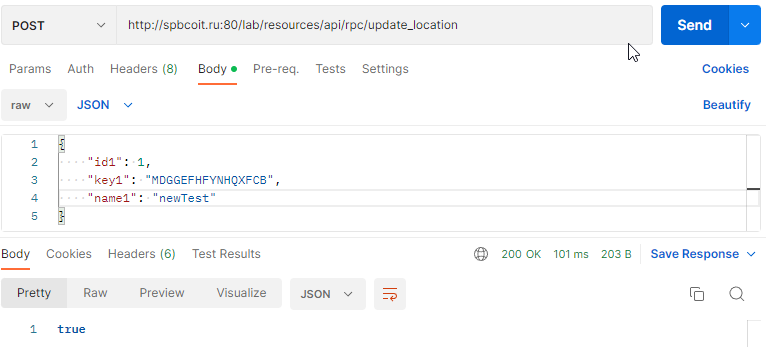 POST http://spbcoit.ru:80/lab/resources/api/rpc/update_location Send
Params Auth Headers (8) Body Pre-req. Tests Settings Cookies
raw JSON Beautify
1 {
2 "id1": 1,
3 "key1": "MDGGEFHFYNHQXFCB",
4 "name1": "newTest"
5 }
Body Cookies Headers (6) Test Results 200 OK 101 ms 203 B Save Response
Pretty Raw Preview Visualize JSON
1 true